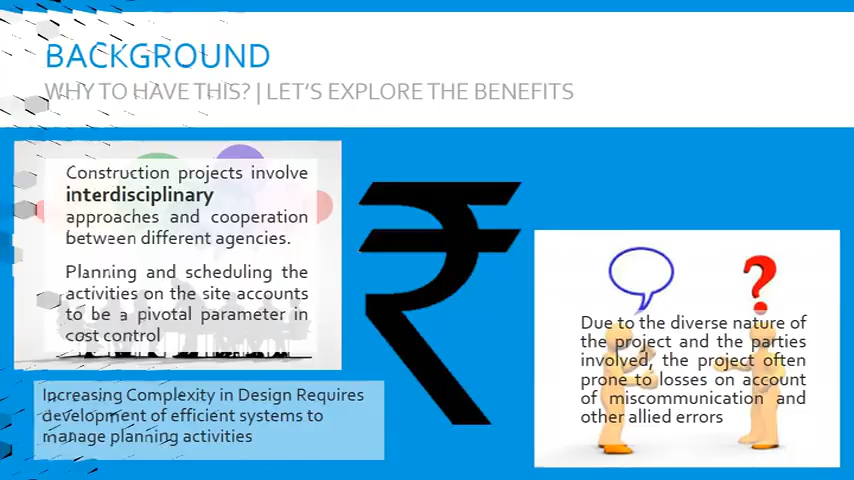 BACKGROUND
WHY TO HAVE THIS? | LET'S EXPLORE THE BENEFITS
Construction projects involve
interdisciplinary
approaches and cooperation
between different agencies.
Planning and scheduling the
activities on the site accounts
to be a pivotal parameter in
cost control
Increasing Complexity in Design Requires
development of efficient systems to
manage planning activities
₹
?
Due to the diverse nature of
the project and the parties
involved, the project often
prone to losses on account
of miscommunication and
other allied errors